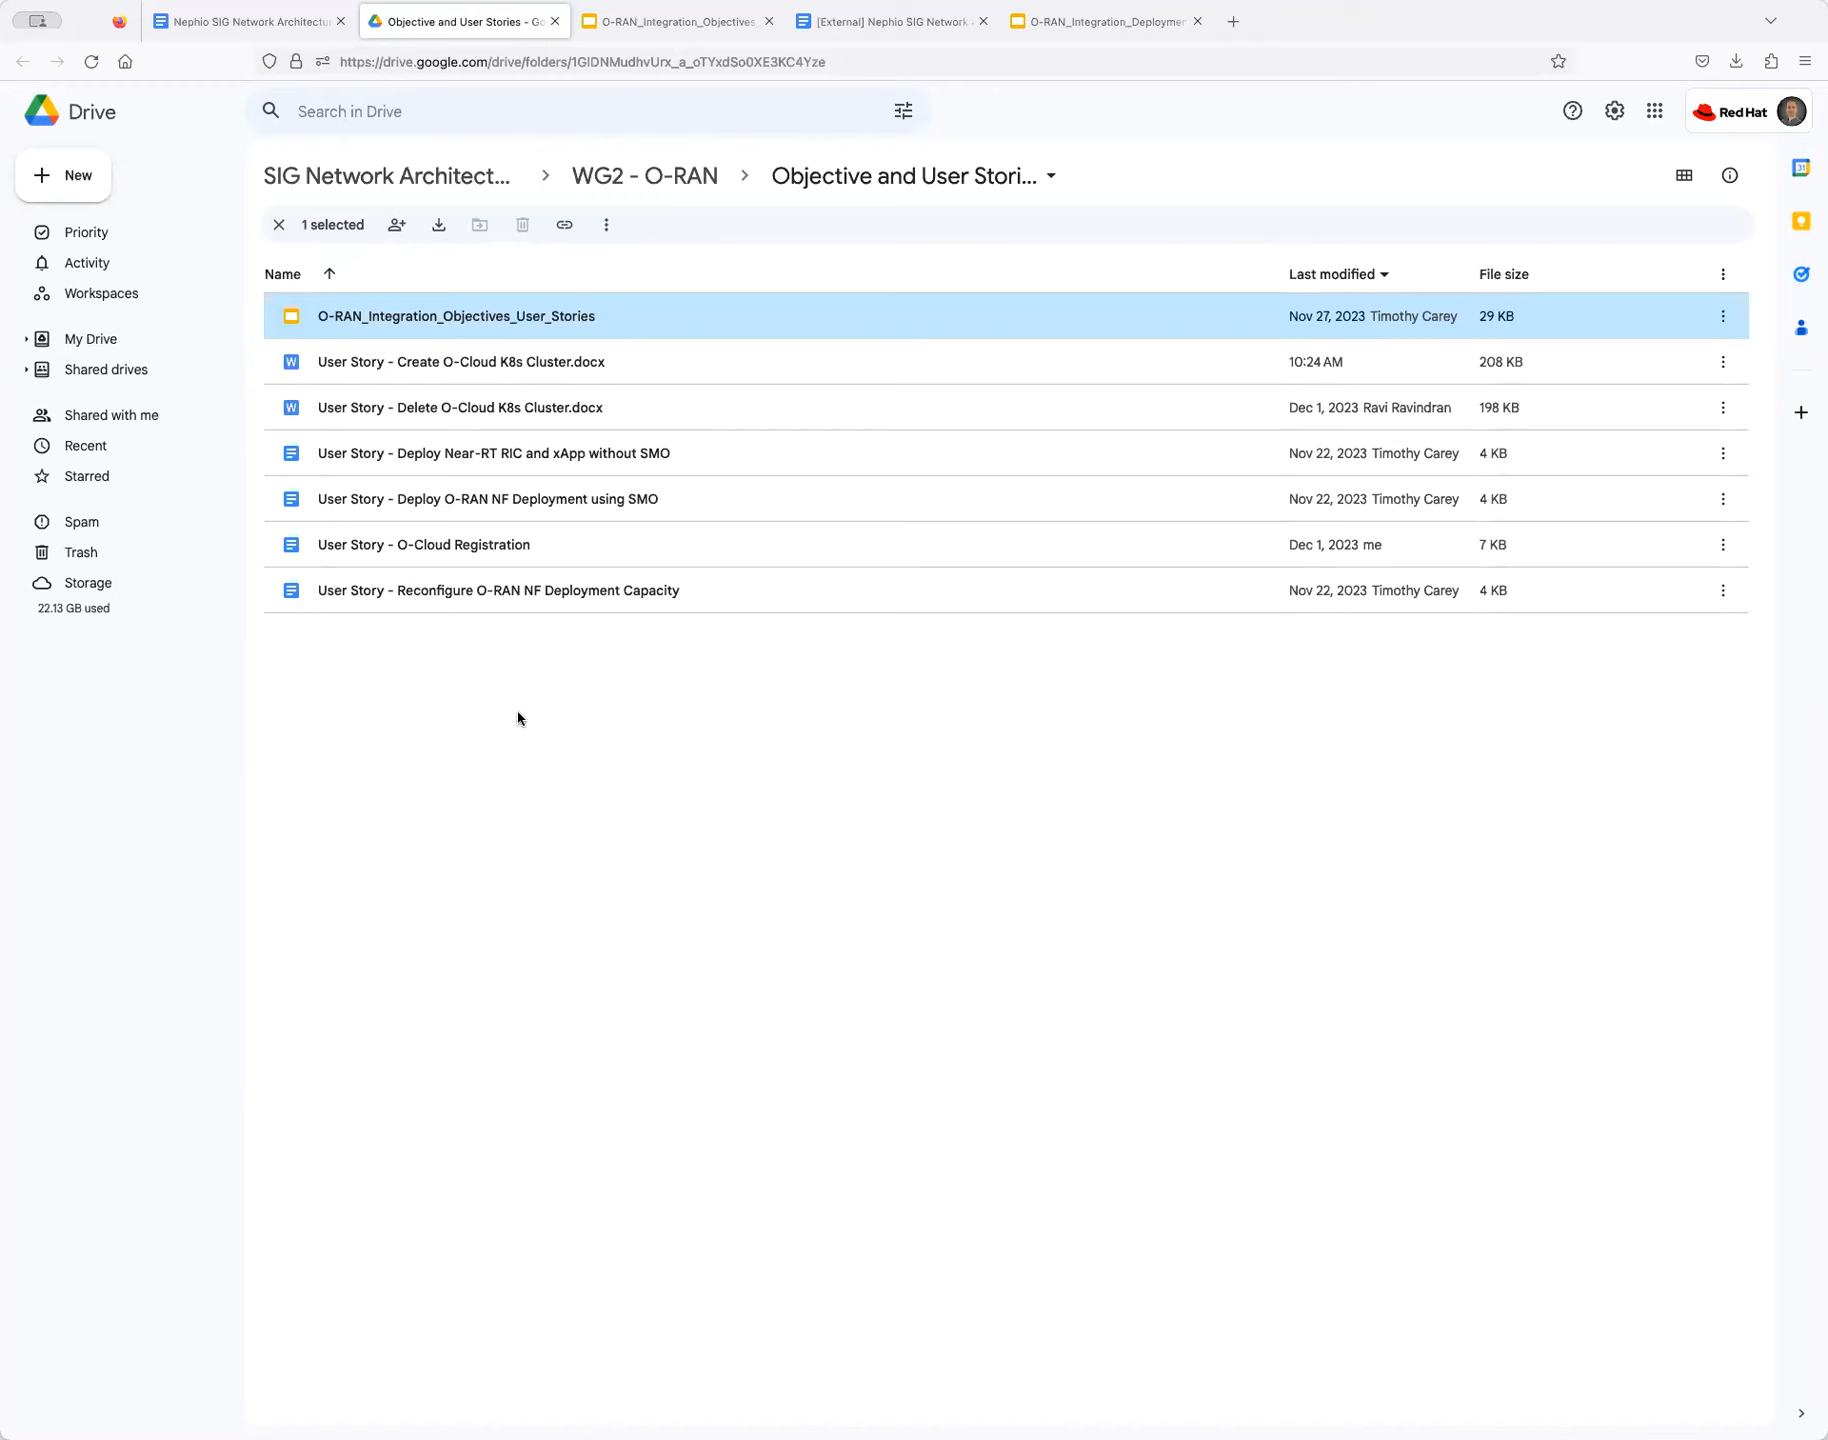 Nephio SIG Network Architectu
Objective and User Stories - Go
O-RAN_Integration_Objectives_
[External] Nephio SIG Network
O-RAN_Integration_Deploymen
https://drive.google.com/drive/folders/1GlDNMudhvUrx_a_oTYxdSo0XE3KC4Yze
Drive
Search in Drive
Red Hat
31
New
SIG Network Architect...
WG2 - O-RAN
Objective and User Stori...
1 selected
Priority
Activity
Workspaces
My Drive
Shared drives
Shared with me
Recent
Starred
Spam
Trash
Storage
22.13 GB used
Name Last modified File size
O-RAN_Integration_Objectives_User_Stories Nov 27, 2023 Timothy Carey 29 KB
W User Story - Create O-Cloud K8s Cluster.docx 10:24 AM 208 KB
W User Story - Delete O-Cloud K8s Cluster.docx Dec 1, 2023 Ravi Ravindran 198 KB
User Story - Deploy Near-RT RIC and xApp without SMO Nov 22, 2023 Timothy Carey 4 KB
User Story - Deploy O-RAN NF Deployment using SMO Nov 22, 2023 Timothy Carey 4 KB
User Story - O-Cloud Registration Dec 1, 2023 me 7 KB
User Story - Reconfigure O-RAN NF Deployment Capacity Nov 22, 2023 Timothy Carey 4 KB